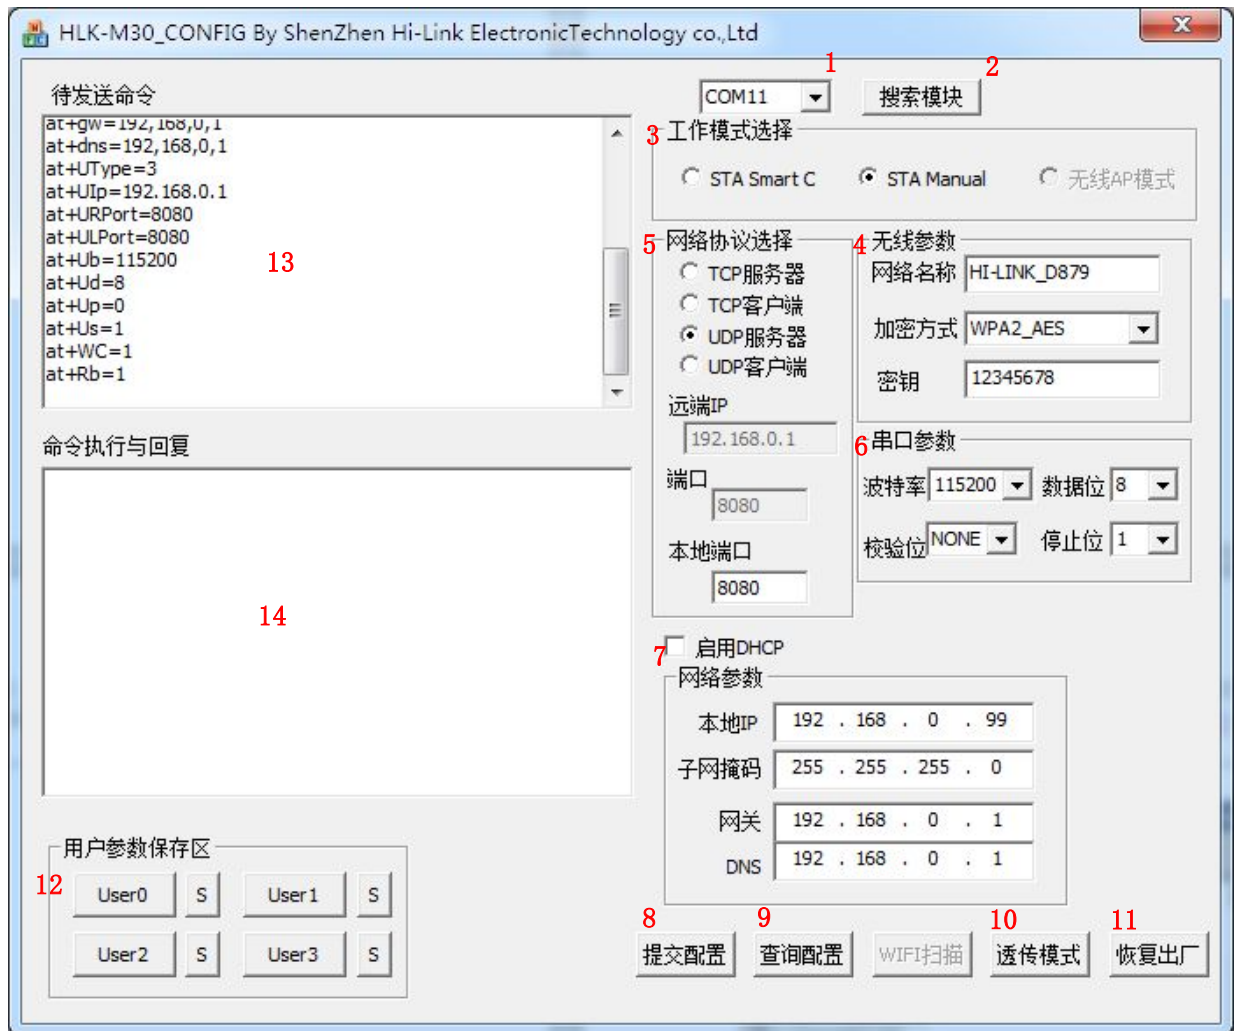 HLK-M30_CONFIG By ShenZhen Hi-Link ElectronicTechnology co.,Ltd
待发送命令
at+gw=192,168,0,1
at+dns=192,168,0,1
at+UType=3
at+UIp=192.168.0.1
at+URPort=8080
at+ULPort=8080
at+Ub=115200
at+Ud=8
at+Up=0
at+Us=1
at+WC=1
at+Rb=1
13
命令执行与回复
14
用户参数保存区
12
User0 S User1 S
User2 S User3 S
1
COM11
2
搜索模块
3 工作模式选择
STA Smart C STA Manual 无线AP模式
5 网络协议选择
TCP服务器
TCP客户端
UDP服务器
UDP客户端
远端IP
192.168.0.1
端口
8080
本地端口
8080
4 无线参数
网络名称 HI-LINK_D879
加密方式 WPA2_AES
密钥 12345678
6 串口参数
波特率 115200 数据位 8
校验位 NONE 停止位 1
7 启用DHCP
网络参数
本地IP 192 . 168 . 0 . 99
子网掩码 255 . 255 . 255 . 0
网关 192 . 168 . 0 . 1
DNS 192 . 168 . 0 . 1
8 9 10 11
提交配置 查询配置 WIFI扫描 透传模式 恢复出厂